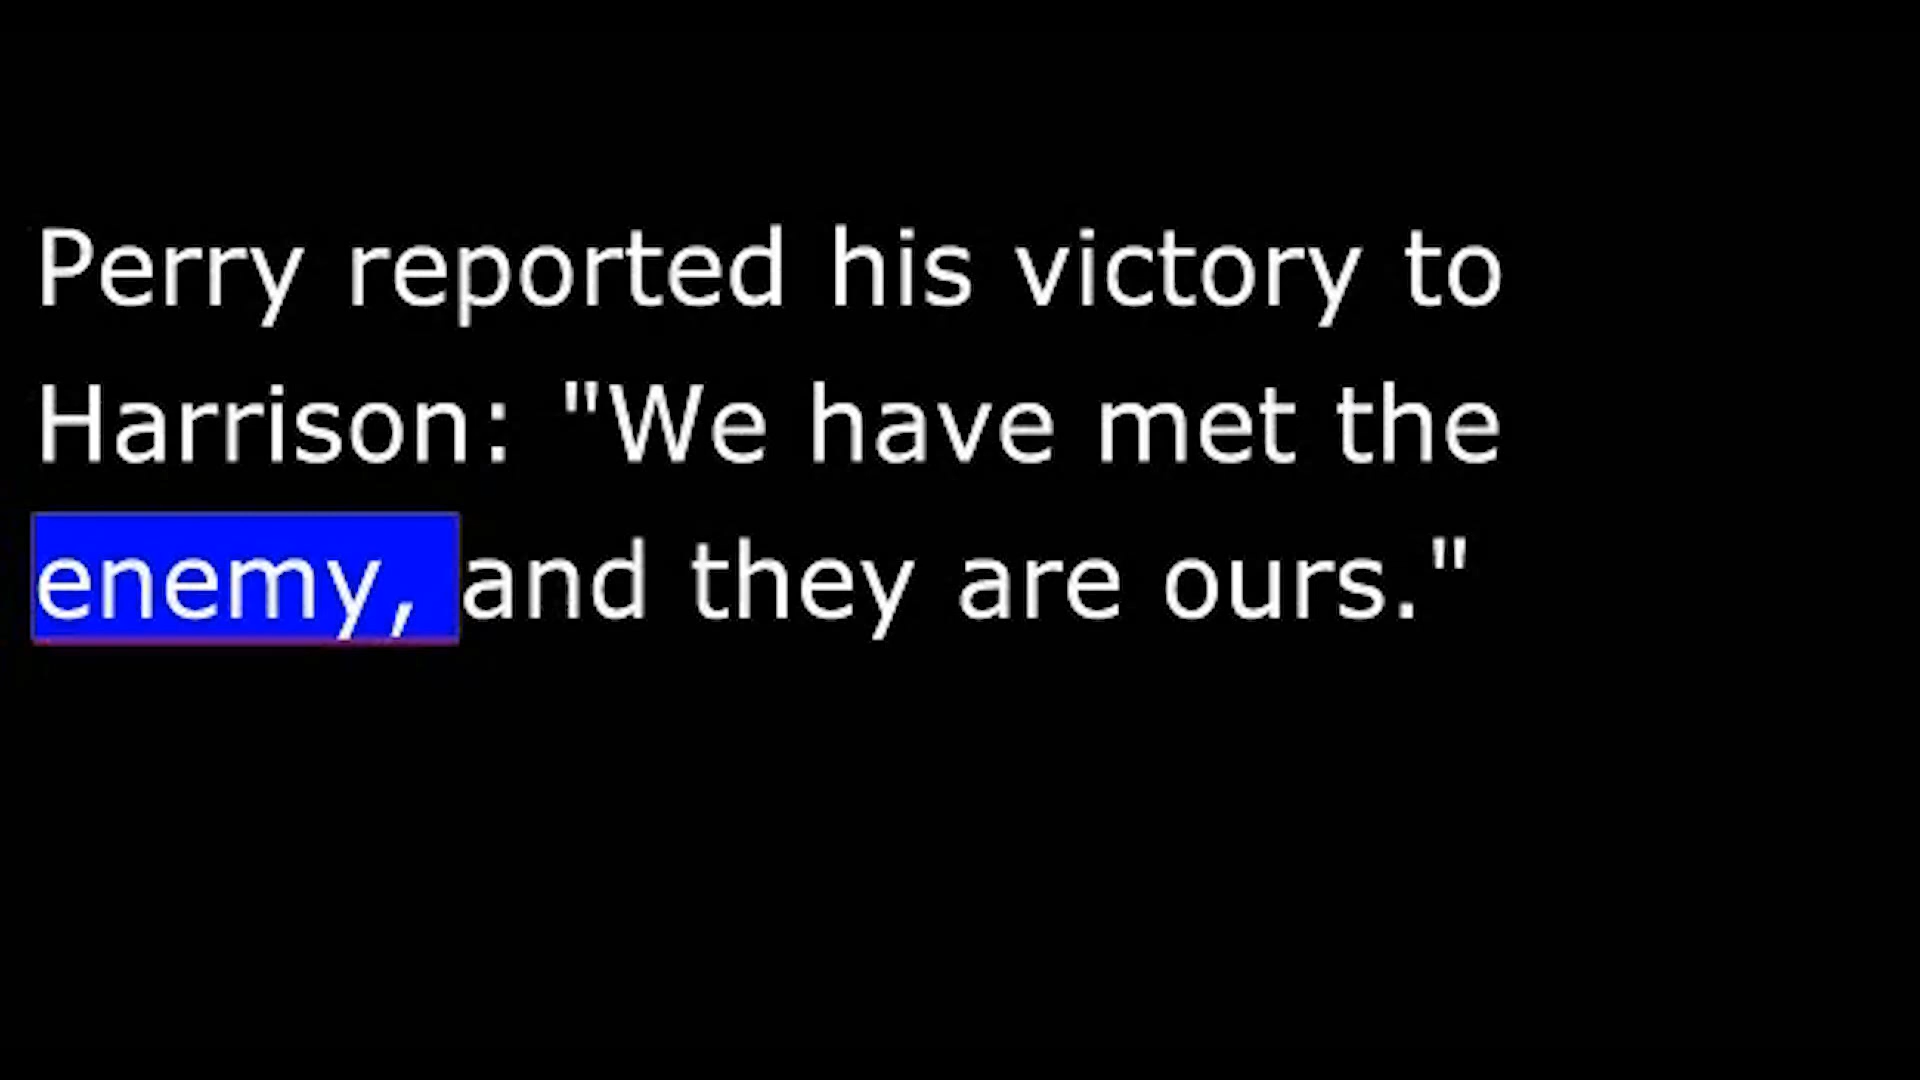 Perry reported his victory to
Harrison: "We have met the
enemy, and they are ours."